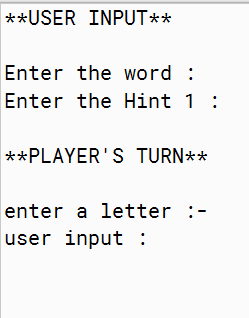 **USER INPUT**
Enter the word :
Enter the Hint 1 :
**PLAYER'S TURN**
enter a letter :-
user input :